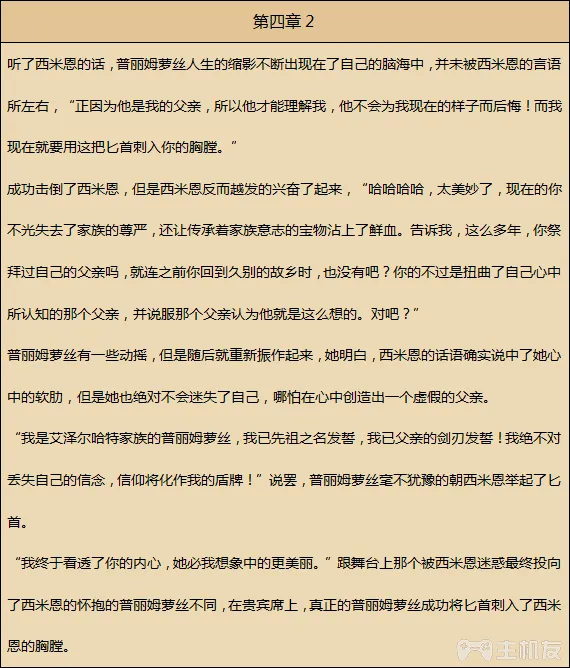 第四章 2
听了西米恩的话，普丽姆萝丝人生的缩影不断出现在了自己的脑海中，并未被西米恩的言语
所左右，“正因为他是我的父亲，所以他才能理解我，他不会为我现在的样子而后悔！而我
现在就要用这把匕首刺入你的胸膛。”
成功击倒了西米恩，但是西米恩反而越发的兴奋了起来，“哈哈哈哈，太美妙了，现在的你
不光失去了家族的尊严，还让传承着家族意志的宝物沾上了鲜血。告诉我，这么多年，你祭
拜过自己的父亲吗，就连之前你回到久别的故乡时，也没有吧？你的不过是扭曲了自己心中
所认知的那个父亲，并说服那个父亲认为他就是这么想的。对吧？”
普丽姆萝丝有一些动摇，但是随后就重新振作起来，她明白，西米恩的话语确实说中了她心
中的软肋，但是她也绝对不会迷失了自己，哪怕在心中创造出一个虚假的父亲。
“我是艾泽尔哈特家族的普丽姆萝丝，我已先祖之名发誓，我已父亲的剑刃发誓！我绝不对
丢失自己的信念，信仰将化作我的盾牌！”说罢，普丽姆萝丝毫不犹豫的朝西米恩举起了匕
首。
“我终于看透了你的内心，她必我想象中的更美丽。”跟舞台上那个被西米恩迷惑最终投向
了西米恩的怀抱的普丽姆萝丝不同，在贵宾席上，真正的普丽姆萝丝成功将匕首刺入了西米
恩的胸膛。
主机友